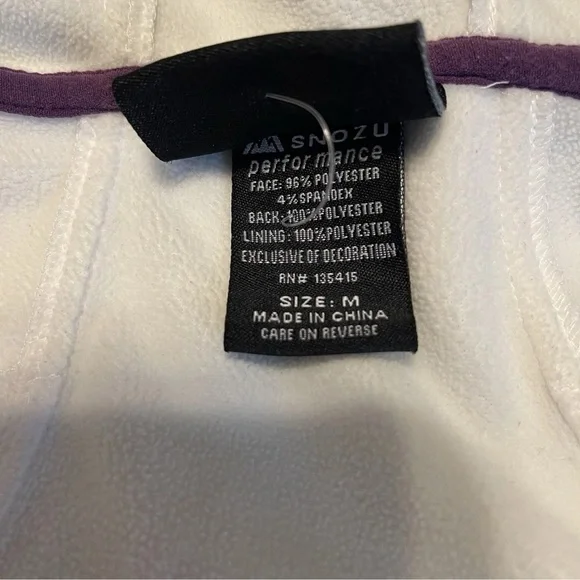 SNOZU
performance
FACE: 96% POLYESTER
4% SPANDEX
BACK: 100% POLYESTER
LINING: 100% POLYESTER
EXCLUSIVE OF DECORATION
RN# 135415
SIZE: M
MADE IN CHINA
CARE ON REVERSE